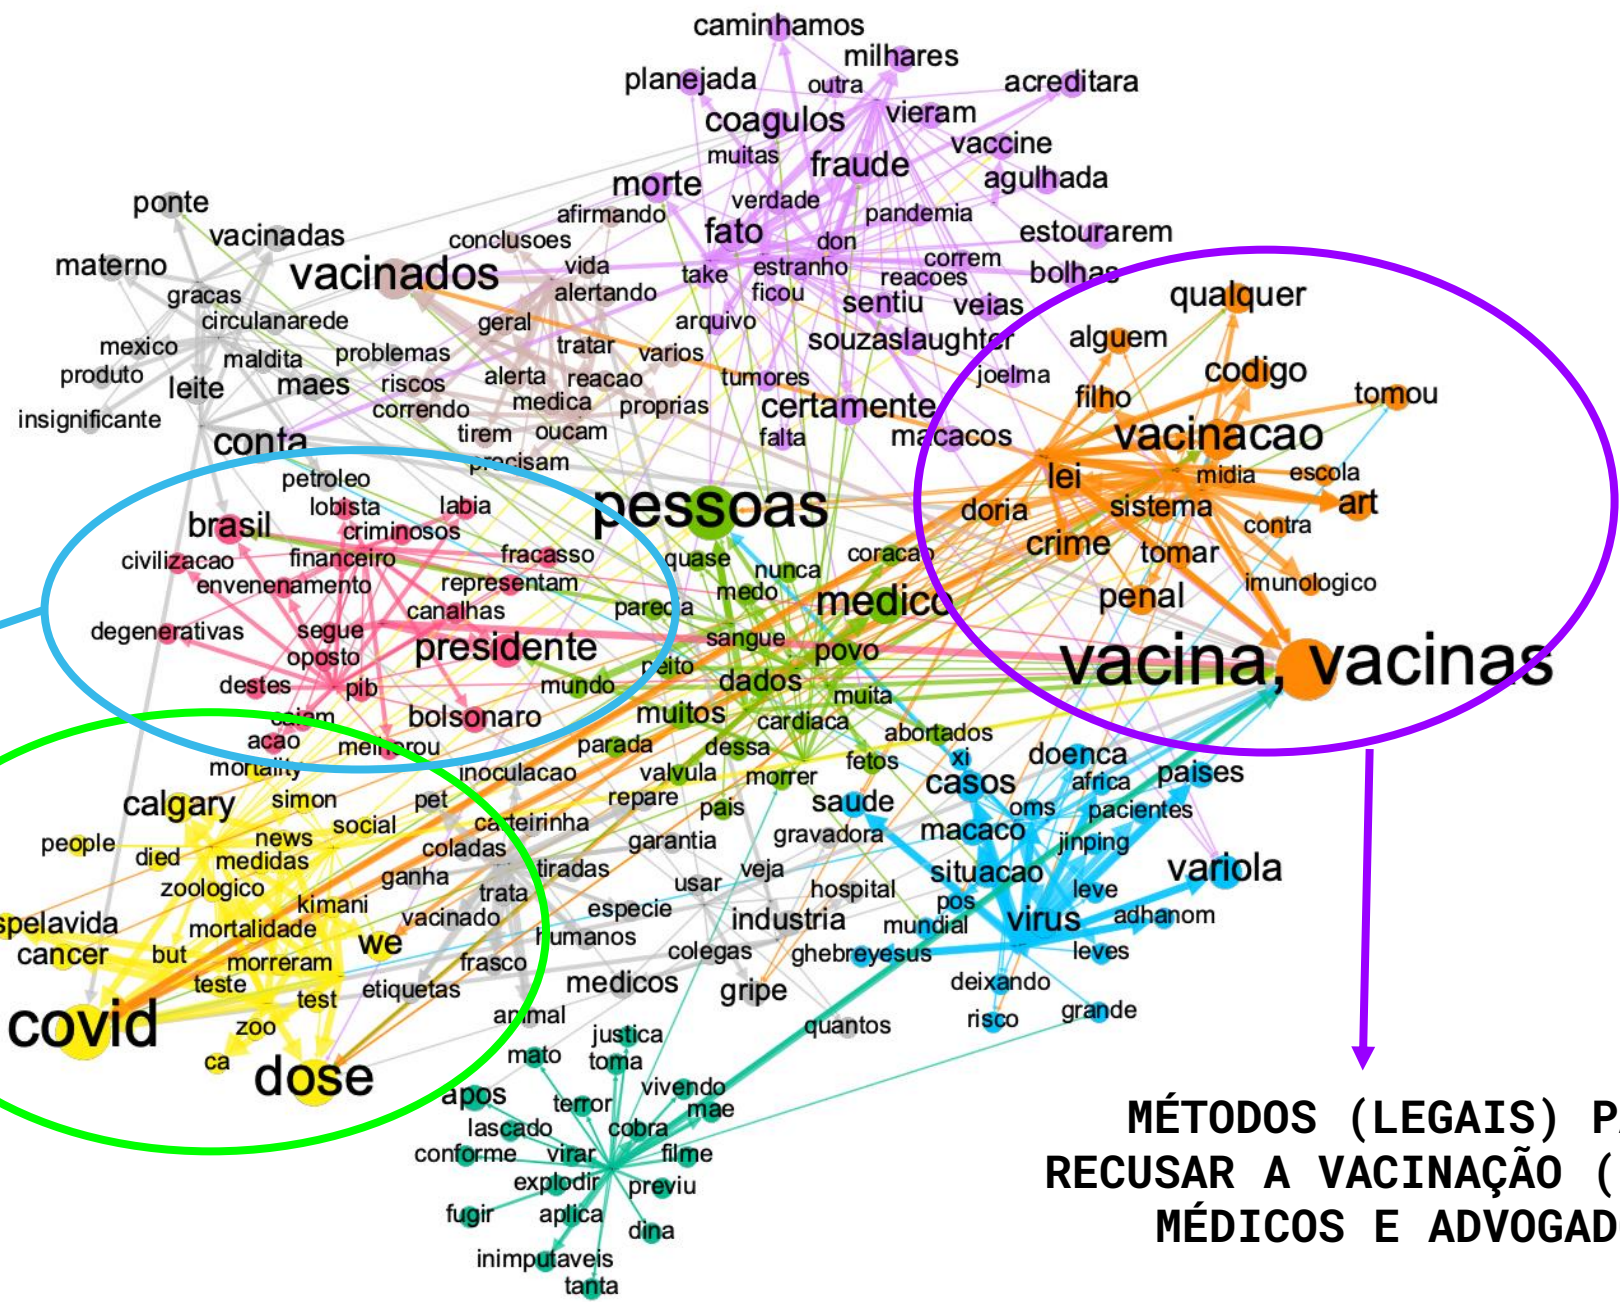 caminhamos
milhares
planejada
outra
acreditara
coagulos
vieram
muitas
fraude
vaccine
morte
verdade
agulhada
ponte
afirmando
fato
pandemia
vacinadas
conclusoes
don
estourarem
materno
vacinados
vida
take
estranho
correm
reacoes
bolhas
gracas
alertando
ficou
sentiu
veias
qualquer
circulanarede
geral
arquivo
souzaslaughter
alguem
mexico
maldita
problemas
tratar
varios
joelma
codigo
produto
leite
maes
riscos
alerta
reacao
tumores
filho
tomou
insignificante
correndo
medica
proprias
certamente
conta
tirem
oucam
falta
macacos
vacinacao
precisam
petroleo
lei
midia
escola
lobista
labia
pessoas
doria
sistema
art
brasil
criminosos
contra
civilizacao
financeiro
fracasso
quase
coracao
crime
tomar
envenenamento
representam
nunca
medo
imunologico
canalhas
parecia
medico
penal
degenerativas
segue
presidente
sangue
povo
oposto
peito
vacina, vacinas
destes
pib
mundo
dados
muita
caiam
bolsonaro
muitos
cardiaca
acao
melhorou
parada
dessa
abortados
mortality
inoculacao
valvula
morrer
fetos
xi
doenca
calgary
simon
pet
repare
pais
saude
casos
africa
paises
people
news
social
carteirinha
garantia
gravadora
oms
pacientes
died
medidas
coladas
macaco
jinping
zoologico
ganha
tiradas
veja
situacao
variola
kimani
trata
usar
hospital
leve
spelavida
mortalidade
vacinado
especie
industria
pos
mundial
virus
adhanom
cancer
but
morreram
we
humanos
colegas
ghebreyesus
leves
teste
test
frasco
etiquetas
medicos
gripe
deixando
covid
zoo
animal
quantos
risco
grande
ca
dose
justica
mato
toma
apos
terror
vivendo
mae
lascado
cobra
conforme
virar
filme
explodir
previu
fugir
aplica
dina
inimputaveis
tanta
MÉTODOS (LEGAIS) P
RECUSAR A VACINAÇÃO (
MÉDICOS E ADVOGAD